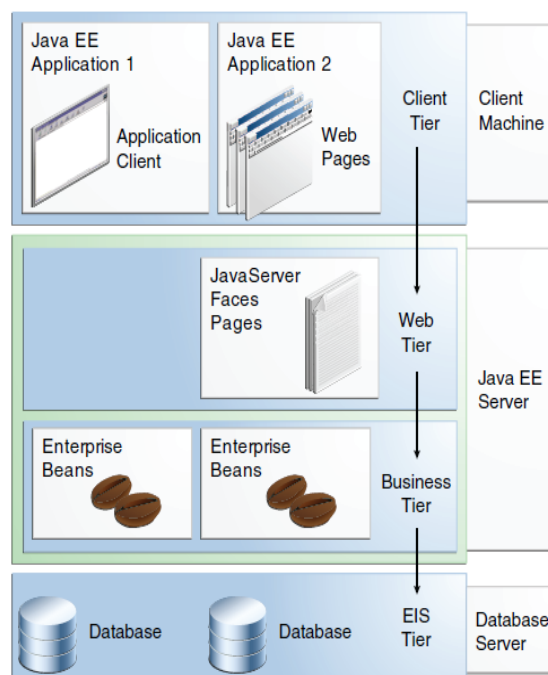 Java EE
Application 1
Application
Client
Java EE
Application 2
Web
Pages
Client
Tier
Client
Machine
JavaServer
Faces
Pages
Web
Tier
Java EE
Server
Enterprise
Beans
Enterprise
Beans
Business
Tier
Database
Database
EIS
Tier
Database
Server